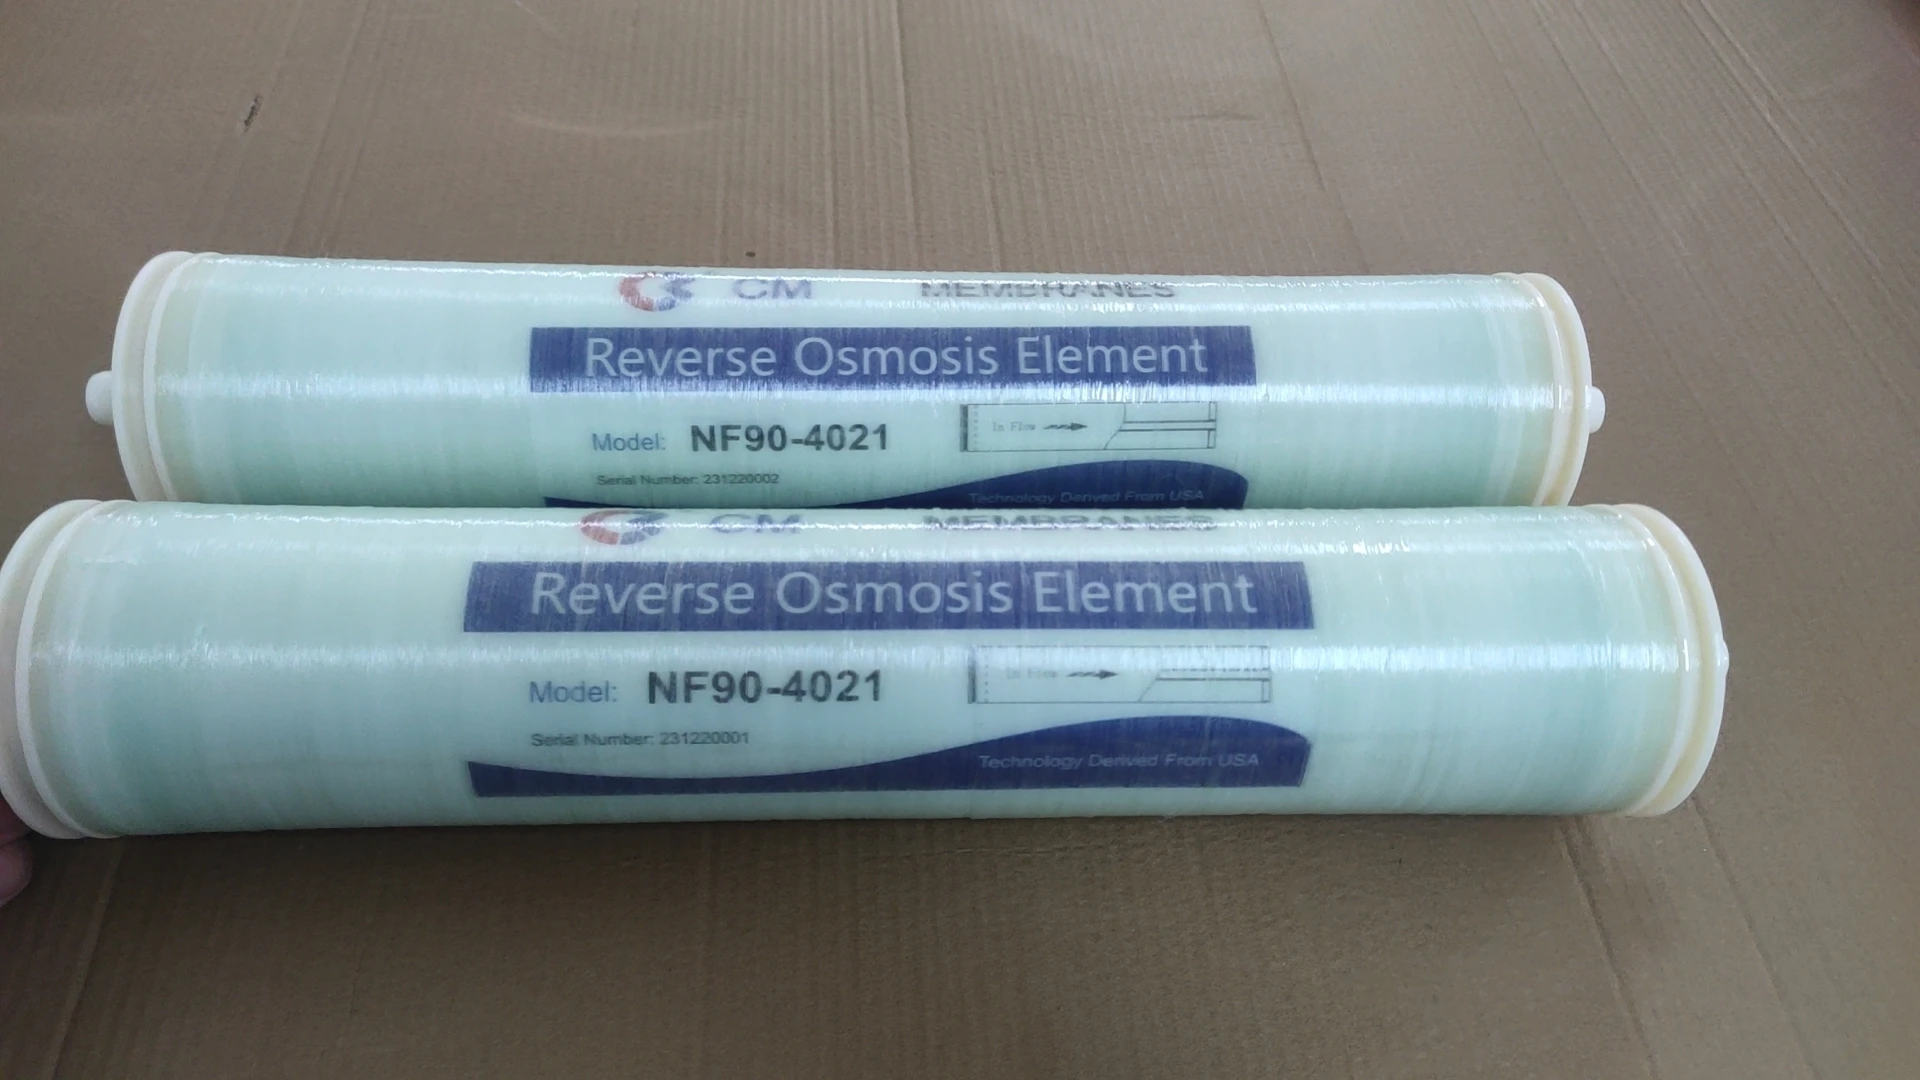 CM MEMBRANES
Reverse Osmosis Element
Model: NF90-4021
In Flow
Serial Number: 231220002
Technology Derived From USA
CM MEMBRANES
Reverse Osmosis Element
Model: NF90-4021
In Flow
Serial Number: 231220001
Technology Derived From USA